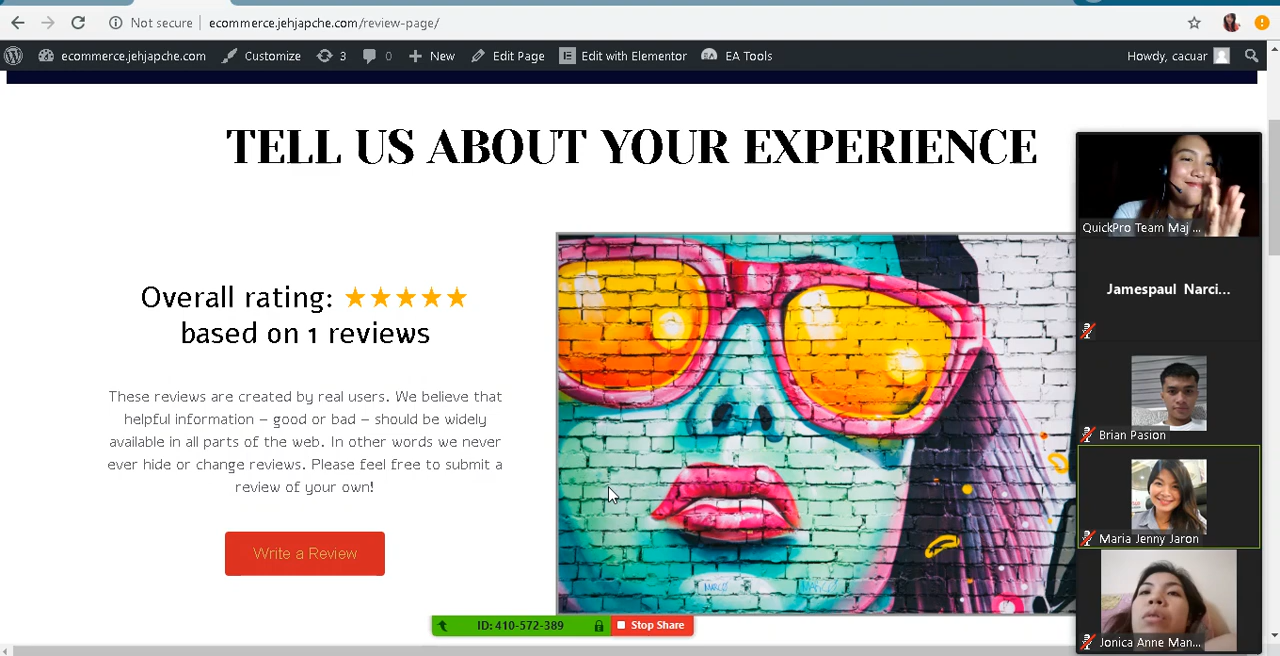 Not secure | ecommerce.jehjapche.com/review-page/
ecommerce.jehjapche.com Customize 3 0 New Edit Page Edit with Elementor EA Tools Howdy, cacuar
TELL US ABOUT YOUR EXPERIENCE
Overall rating: ★★★★★
based on 1 reviews
These reviews are created by real users. We believe that
helpful information – good or bad – should be widely
available in all parts of the web. In other words we never
ever hide or change reviews. Please feel free to submit a
review of your own!
Write a Review
ID: 410-572-389 Stop Share
QuickPro Team Maj ...
Jamespaul Narci...
Brian Pasion
Maria Jenny Jaron
Jonica Anne Man...